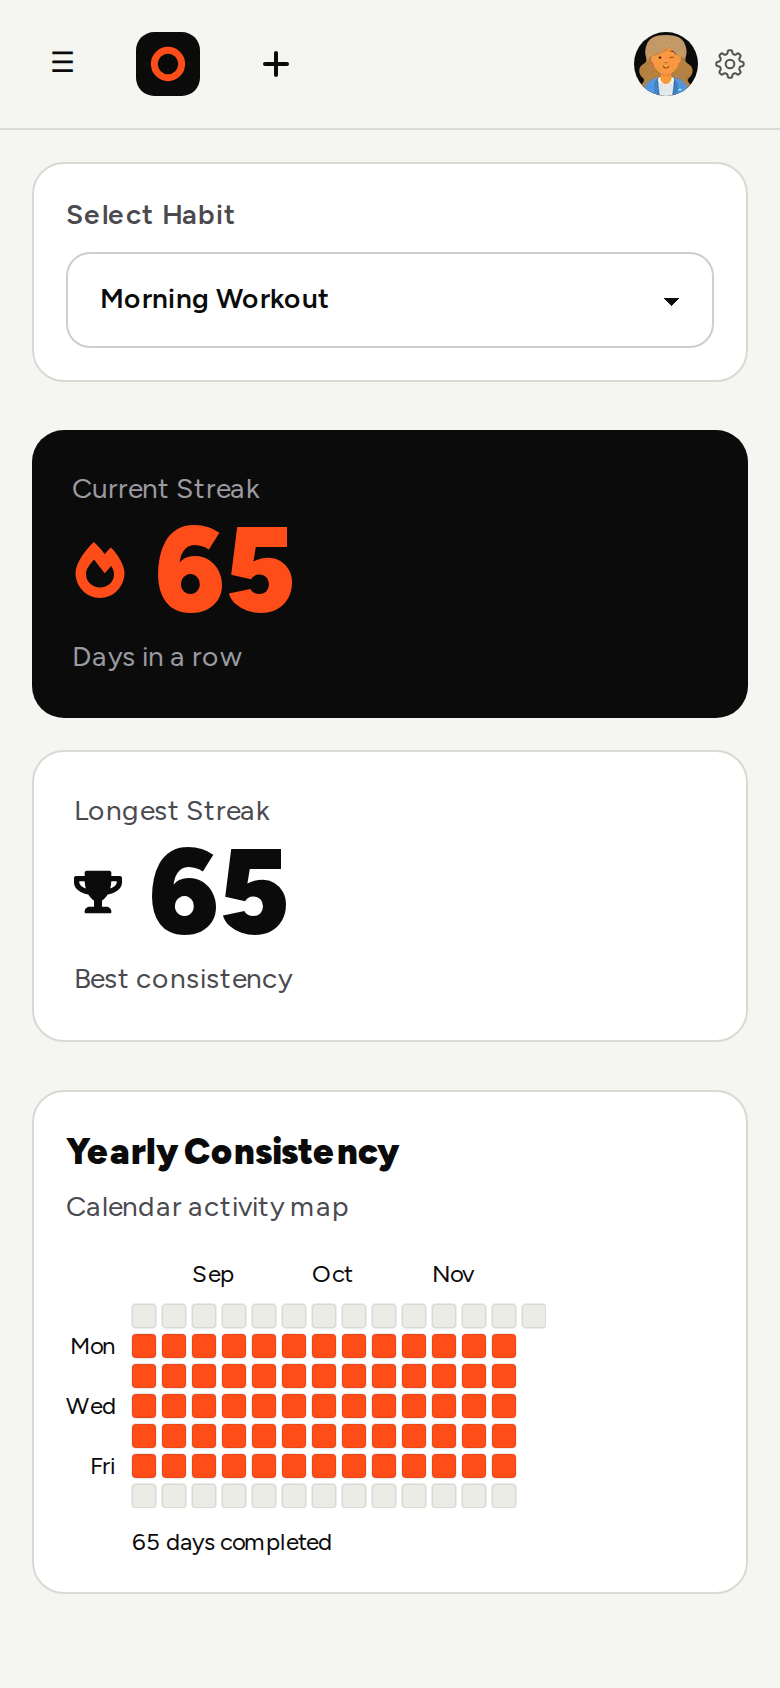 Select Habit
Morning Workout
Current Streak
65
Days in a row
Longest Streak
65
Best consistency
Yearly Consistency
Calendar activity map
Sep Oct Nov
Mon
Wed
Fri
65 days completed